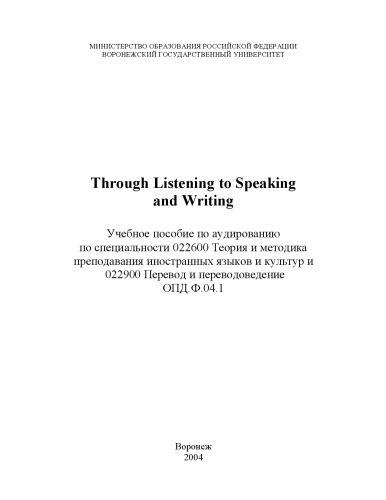 МИНИСТЕРСТВО ОБРАЗОВАНИЯ РОССИЙСКОЙ ФЕДЕРАЦИИ
ВОРОНЕЖСКИЙ ГОСУДАРСТВЕННЫЙ УНИВЕРСИТЕТ
Through Listening to Speaking
and Writing
Учебное пособие по аудированию
по специальности 022600 Теория и методика
преподавания иностранных языков и культур и
022900 Перевод и переводоведение
ОПД.Ф.04.1
Воронеж
2004